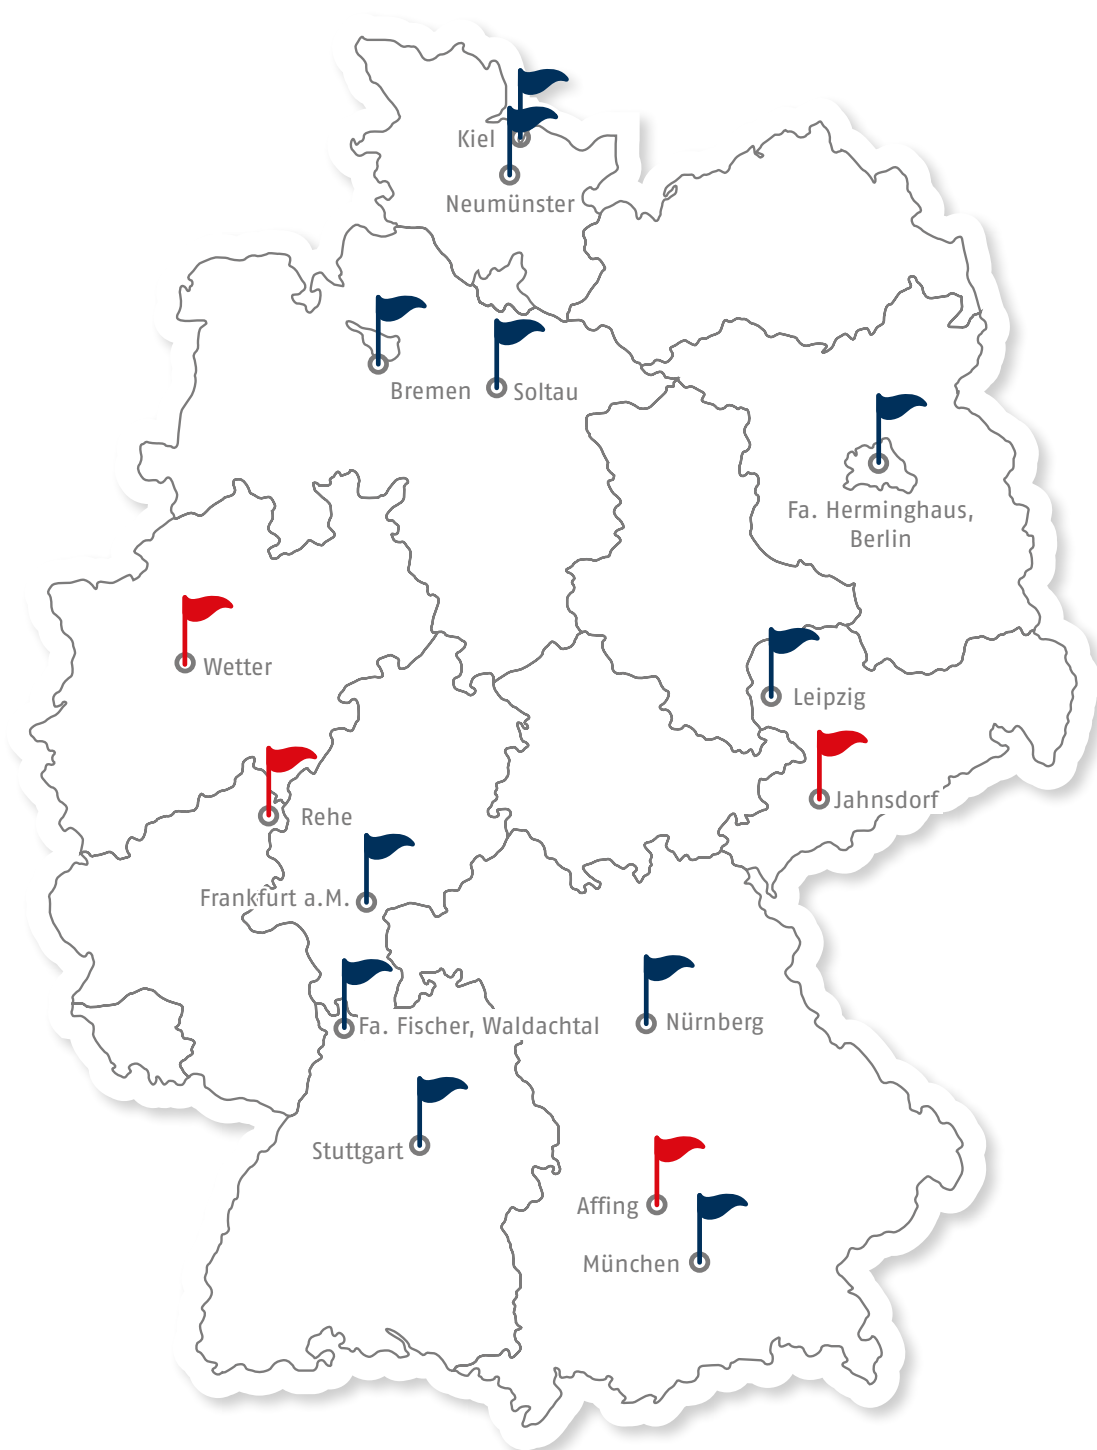 Kiel
Neumünster
Bremen
Soltau
Fa. Herminghaus,
Berlin
Wetter
Leipzig
Rehe
Jahnsdorf
Frankfurt a.M.
Fa. Fischer, Waldachtal
Nürnberg
Stuttgart
Affing
München